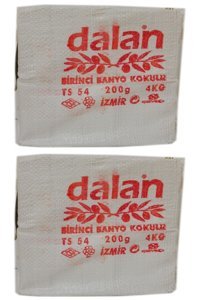 dalan
BİRİNCİ BANYO KOKULU
TS 54 200g 4KG
İZMİR
dalan
BİRİNCİ BANYO KOKULU
TS 54 200g 4KG
İZMİR